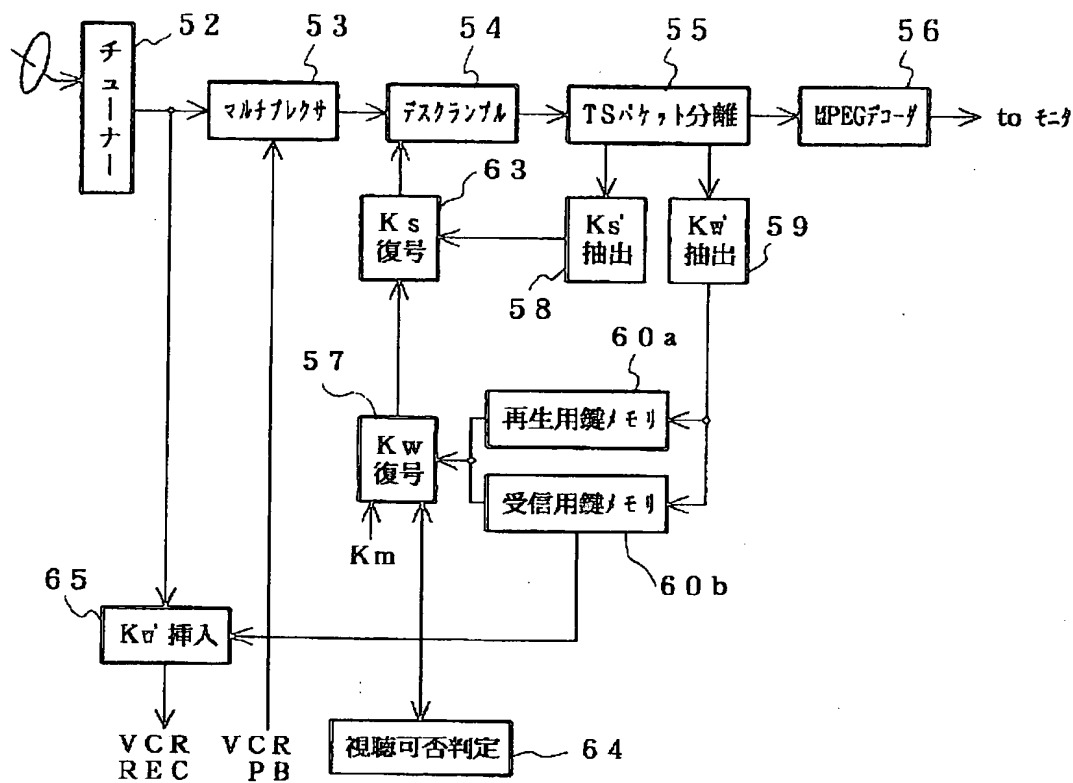 52
53
54
55
56
チューナー
マルチプレクサ
デスクランブル
TSパケット分離
MPEGデコーダ
to モニタ
63
Ks
復号
Ks'
抽出
Kw'
抽出
59
58
57
60a
再生用鍵メモリ
Kw
復号
受信用鍵メモリ
Km
60b
65
Kw'挿入
VCR
REC
VCR
PB
視聴可否判定
64